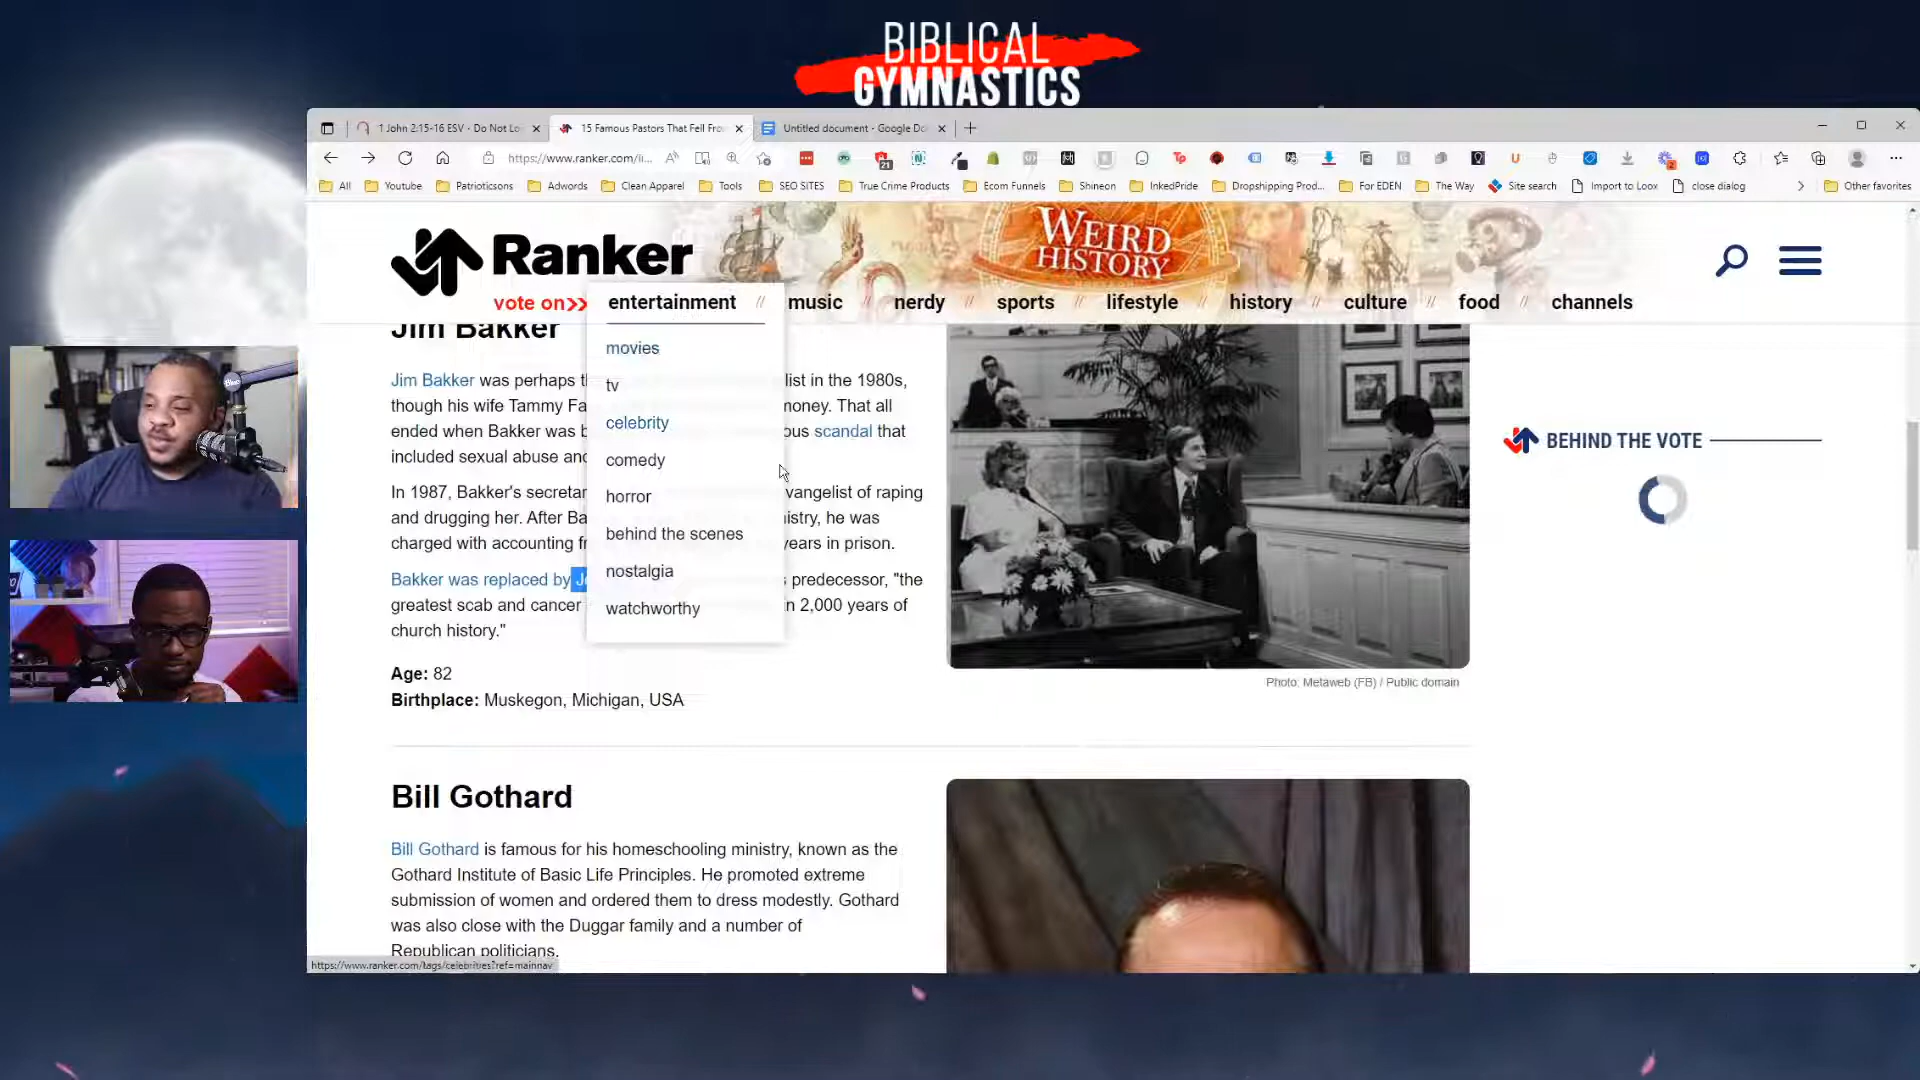 BIBLICAL
GYMNASTICS
1 John 2:15-16 ESV - Do Not Lo
15 Famous Pastors That Fell Fro
Untitled document - Google Do
https://www.ranker.com/li...
21
Tp
2
All
Youtube
Patrioticsons
Adwords
Clean Apparel
Tools
SEO SITES
True Crime Products
Ecom Funnels
Shineon
InkedPride
Dropshipping Prod...
For EDEN
The Way
Site search
Import to Loox
close dialog
Other favorites
Ranker
WEIRD
HISTORY
vote on>>
entertainment // music // nerdy // sports // lifestyle // history // culture // food // channels
movies
tv
celebrity
comedy
horror
behind the scenes
nostalgia
watchworthy
Jim Bakker
Jim Bakker was perhaps list in the 1980s,
though his wife Tammy money. That all
ended when Bakker was scandal that
included sexual abuse
In 1987, Bakker's of raping
and drugging her. After he was
charged with accounting years in prison.
Bakker was replaced by predecessor, "the
greatest scab and cancer 2,000 years of
church history."
Age: 82
Birthplace: Muskegon, Michigan, USA
Photo: Metaweb (FB) / Public domain
BEHIND THE VOTE
Bill Gothard
Bill Gothard is famous for his homeschooling ministry, known as the
Gothard Institute of Basic Life Principles. He promoted extreme
submission of women and ordered them to dress modestly. Gothard
was also close with the Duggar family and a number of
Republican politicians.
https://www.ranker.com/tags/celebrities?ref=mainnav